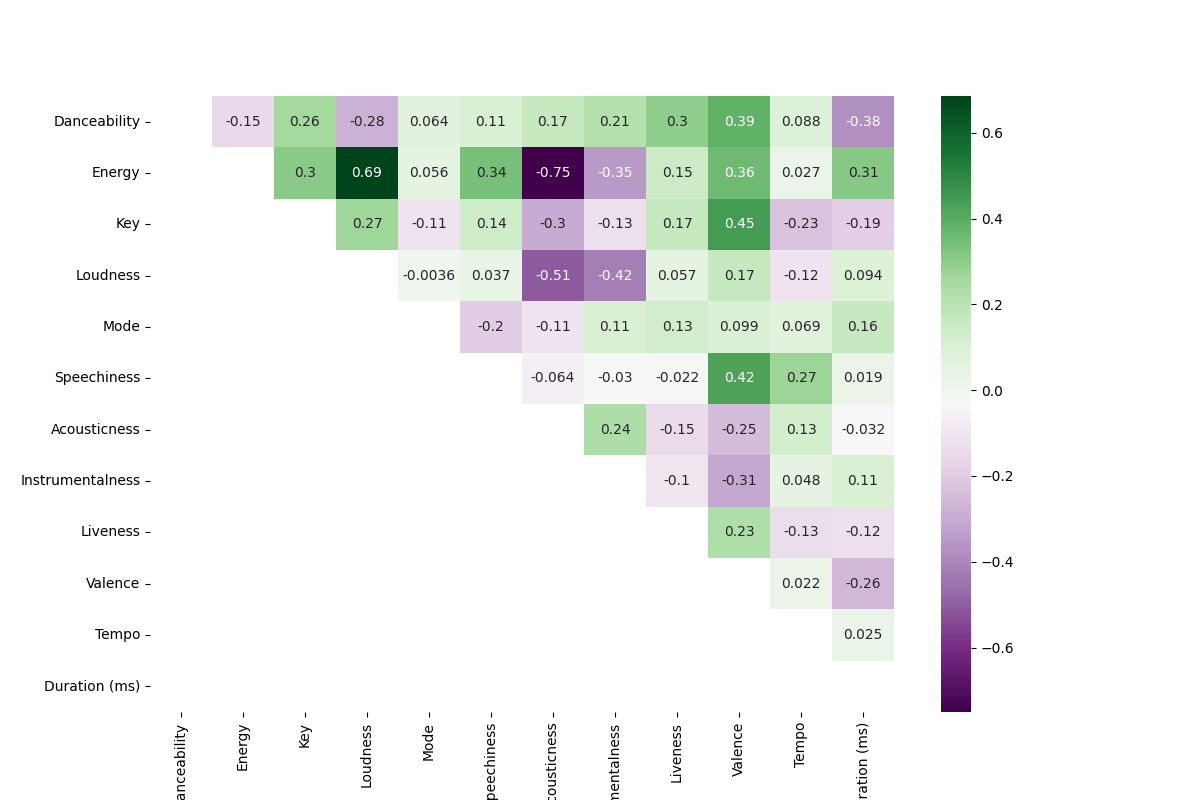 Danceability -0.15 0.26 -0.28 0.064 0.11 0.17 0.21 0.3 0.39 0.088 -0.38
Energy 0.3 0.69 0.056 0.34 -0.75 -0.35 0.15 0.36 0.027 0.31
Key 0.27 -0.11 0.14 -0.3 -0.13 0.17 0.45 -0.23 -0.19
Loudness -0.0036 0.037 -0.51 -0.42 0.057 0.17 -0.12 0.094
Mode -0.2 -0.11 0.11 0.13 0.099 0.069 0.16
Speechiness -0.064 -0.03 -0.022 0.42 0.27 0.019
Acousticness 0.24 -0.15 -0.25 0.13 -0.032
Instrumentalness -0.1 -0.31 0.048 0.11
Liveness 0.23 -0.13 -0.12
Valence 0.022 -0.26
Tempo 0.025
Duration (ms)
anceability
Energy
Key
Loudness
Mode
peechiness
cousticness
mentalness
Liveness
Valence
Tempo
ration (ms)
0.6
0.4
0.2
0.0
−0.2
−0.4
−0.6